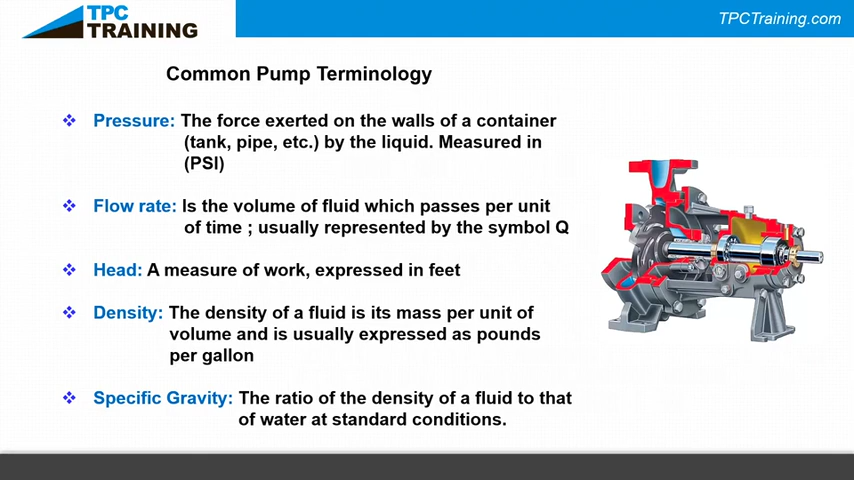 TPC
TRAINING
TPCTraining.com
Common Pump Terminology
❖ Pressure: The force exerted on the walls of a container
(tank, pipe, etc.) by the liquid. Measured in
(PSI)
❖ Flow rate: Is the volume of fluid which passes per unit
of time ; usually represented by the symbol Q
❖ Head: A measure of work, expressed in feet
❖ Density: The density of a fluid is its mass per unit of
volume and is usually expressed as pounds
per gallon
❖ Specific Gravity: The ratio of the density of a fluid to that
of water at standard conditions.